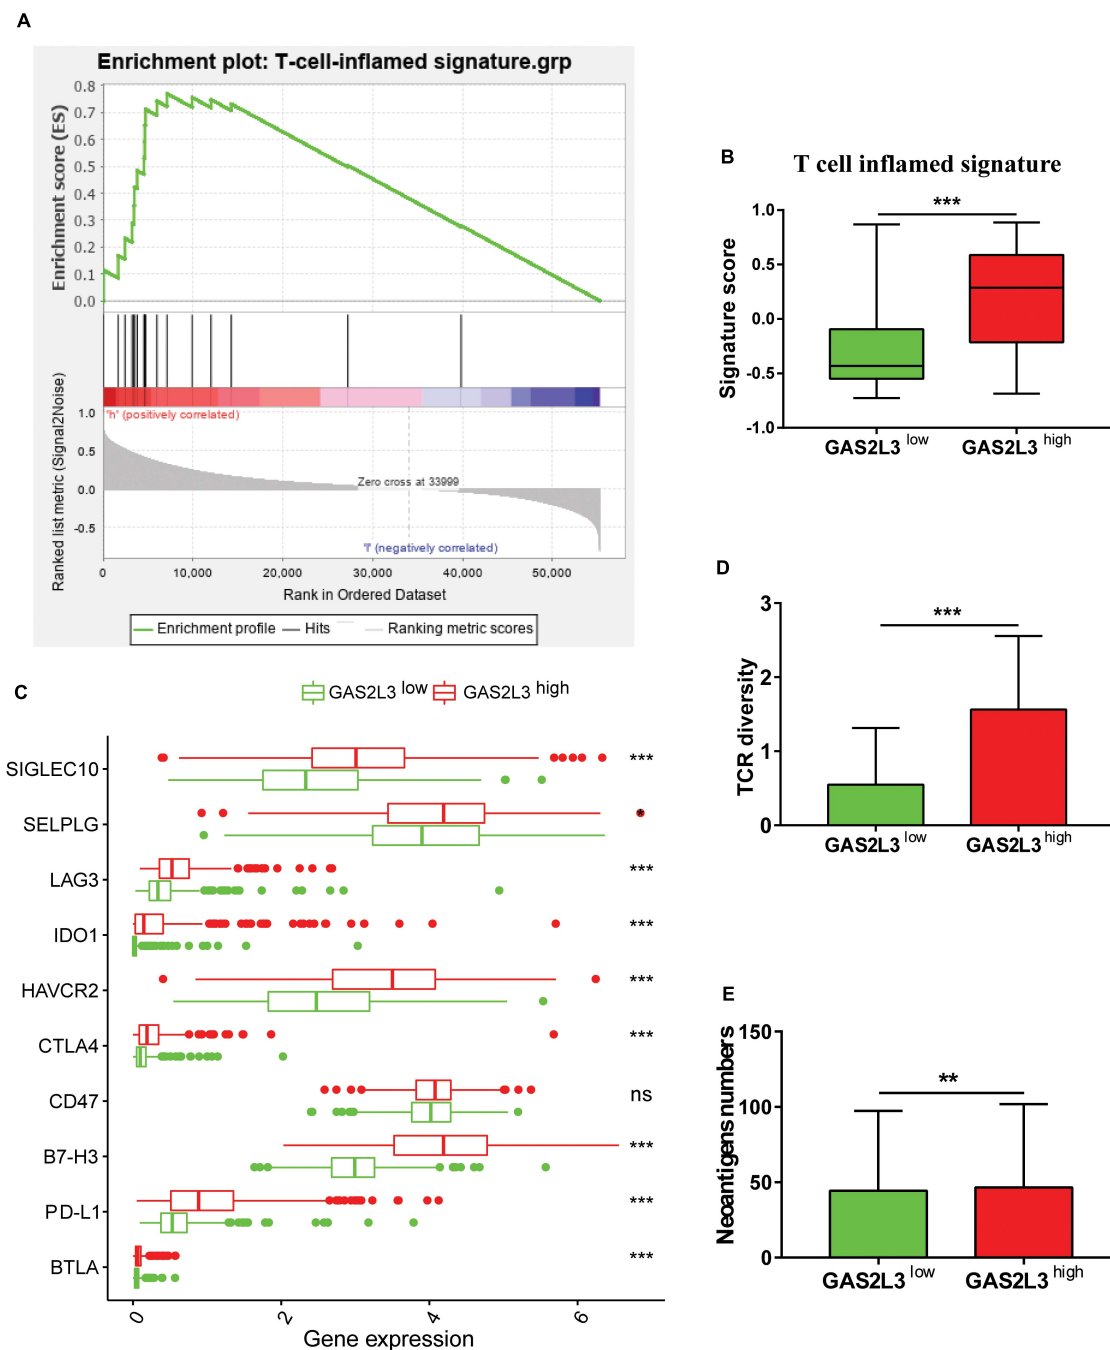 A
Enrichment plot: T-cell-inflamed signature.grp
Enrichment score (ES)
0.8
0.7
0.6
0.5
0.4
0.3
0.2
0.1
0.0
Ranked list metric (Signal2Noise)
1.0
0.5
0.0
-0.5
'h' (positively correlated)
Zero cross at 33999
'l' (negatively correlated)
0 10,000 20,000 30,000 40,000 50,000
Rank in Ordered Dataset
Enrichment profile Hits Ranking metric scores
B
T cell inflamed signature
***
Signature score
1.0
0.5
0.0
-0.5
-1.0
GAS2L3 low GAS2L3 high
C
GAS2L3 low GAS2L3 high
SIGLEC10 ***
SELPLG *
LAG3 ***
IDO1 ***
HAVCR2 ***
CTLA4 ***
CD47 ns
B7-H3 ***
PD-L1 ***
BTLA ***
0 2 4 6
Gene expression
D
***
TCR diversity
3
2
1
0
GAS2L3 low GAS2L3 high
E
**
Neoantigens numbers
150
100
50
0
GAS2L3 low GAS2L3 high